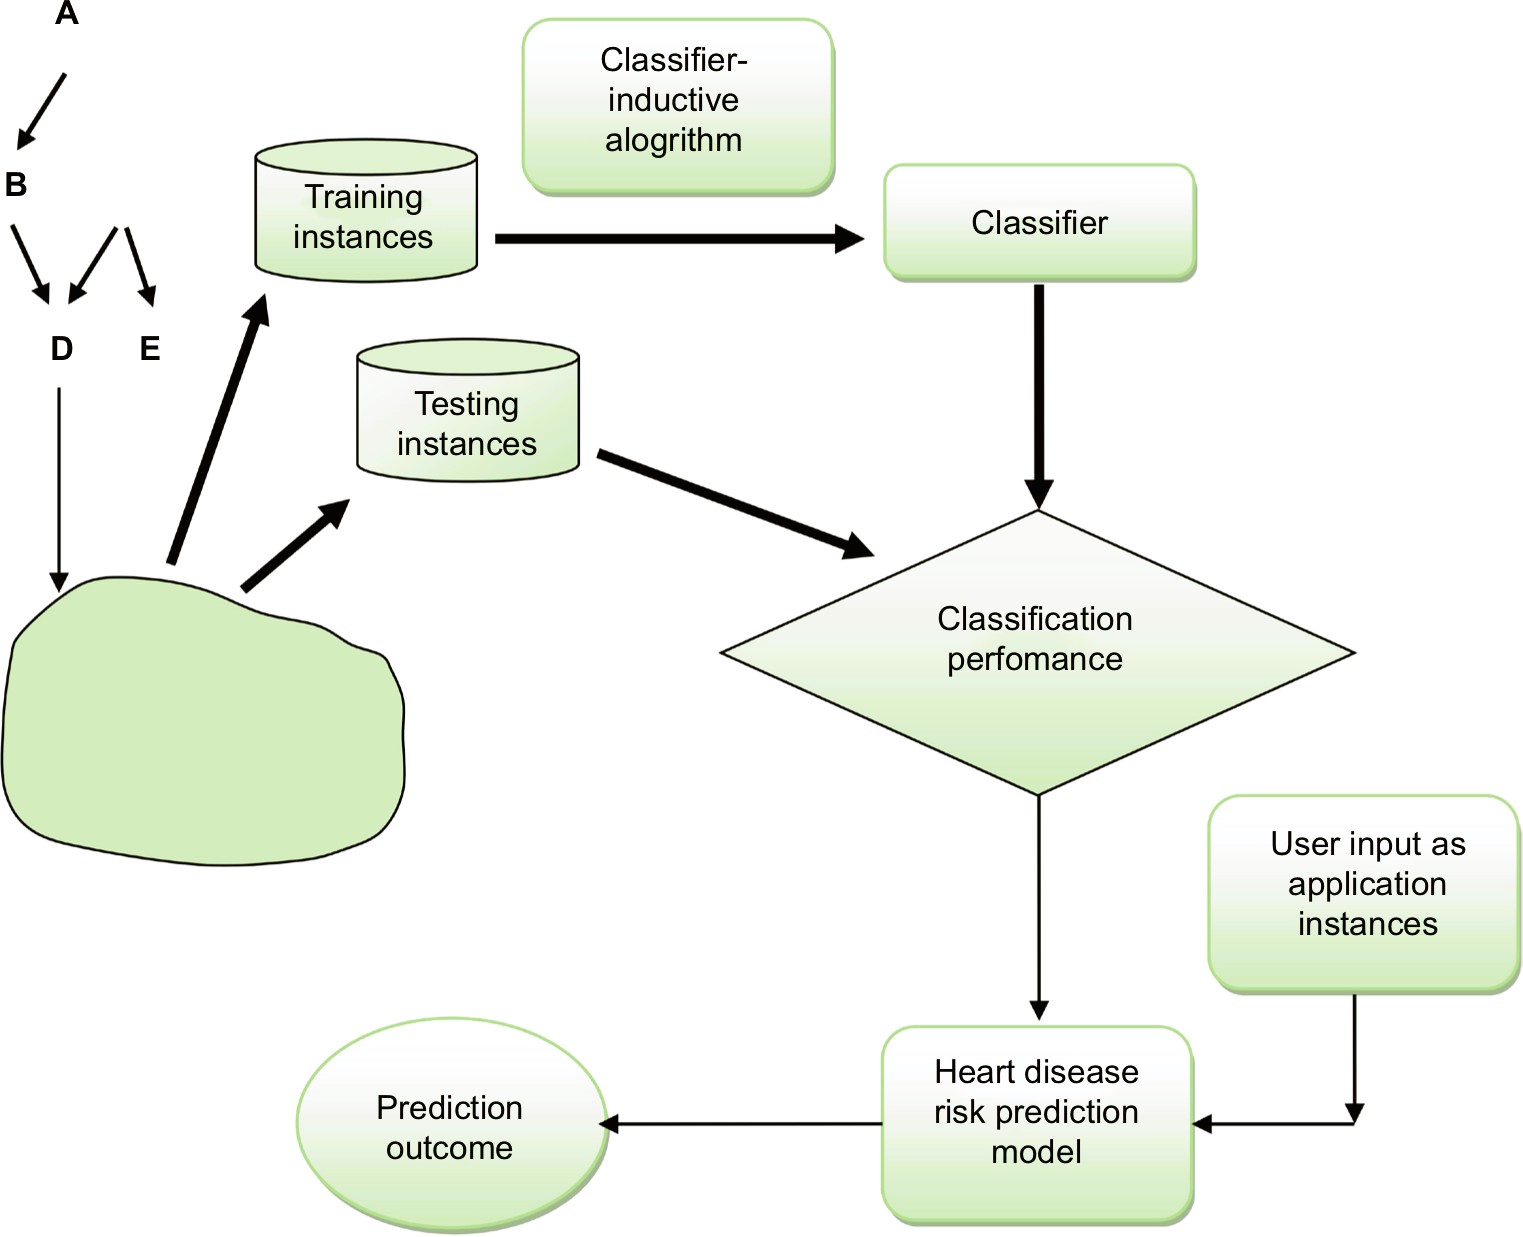 A
B
D
E
Classifier-
inductive
alogrithm
Training
instances
Classifier
Testing
instances
Classification
perfomance
User input as
application
instances
Heart disease
risk prediction
model
Prediction
outcome